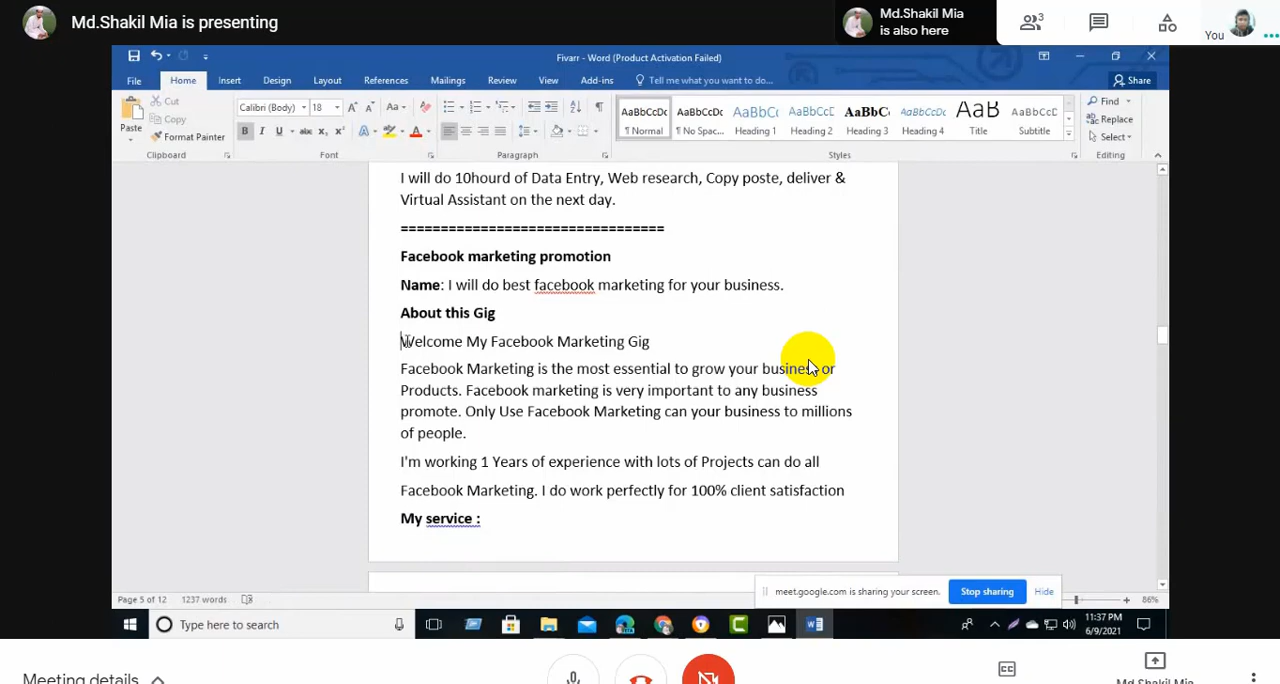 Md.Shakil Mia is presenting
Md.Shakil Mia
is also here
3
You
Fivarr - Word (Product Activation Failed)
File Home Insert Design Layout References Mailings Review View Add-ins Tell me what you want to do... Share
Paste
Cut
Copy
Format Painter
Clipboard
Calibri (Body) 18
Font
Paragraph
AaBbCcDc ¶ Normal
AaBbCcDc ¶ No Spac...
AaBbC( Heading 1
AaBbCcD Heading 2
AaBbC. Heading 3
AaBbCcDc Heading 4
AaB Title
AaBbCcD Subtitle
Styles
Find
Replace
Select
Editing
I will do 10hourd of Data Entry, Web research, Copy poste, deliver &
Virtual Assistant on the next day.
================================
Facebook marketing promotion
Name: I will do best facebook marketing for your business.
About this Gig
Welcome My Facebook Marketing Gig
Facebook Marketing is the most essential to grow your business or
Products. Facebook marketing is very important to any business
promote. Only Use Facebook Marketing can your business to millions
of people.
I'm working 1 Years of experience with lots of Projects can do all
Facebook Marketing. I do work perfectly for 100% client satisfaction
My service :
meet.google.com is sharing your screen. Stop sharing Hide
Page 5 of 12 1237 words 86%
Type here to search
11:37 PM
6/9/2021
Meeting details
Md.Shakil Mia